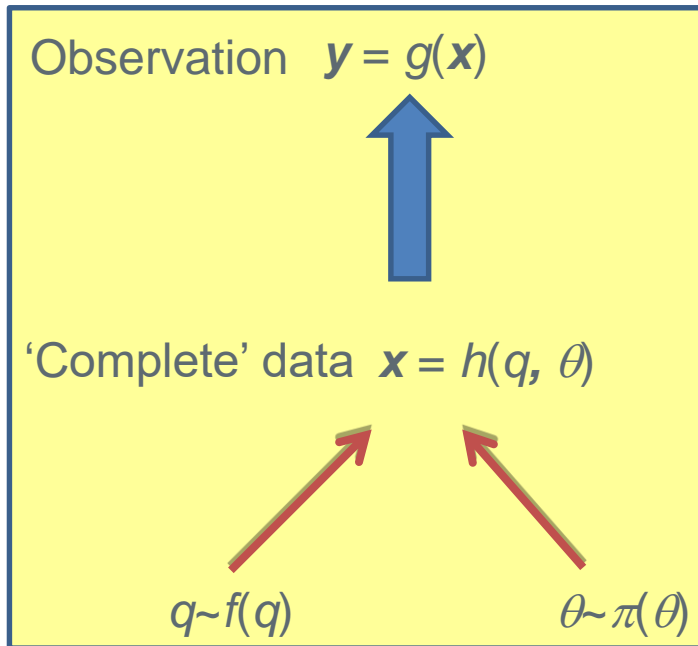 Observation y = g(x)
‘Complete’ data x = h(q, θ)
q~f(q) θ~π(θ)